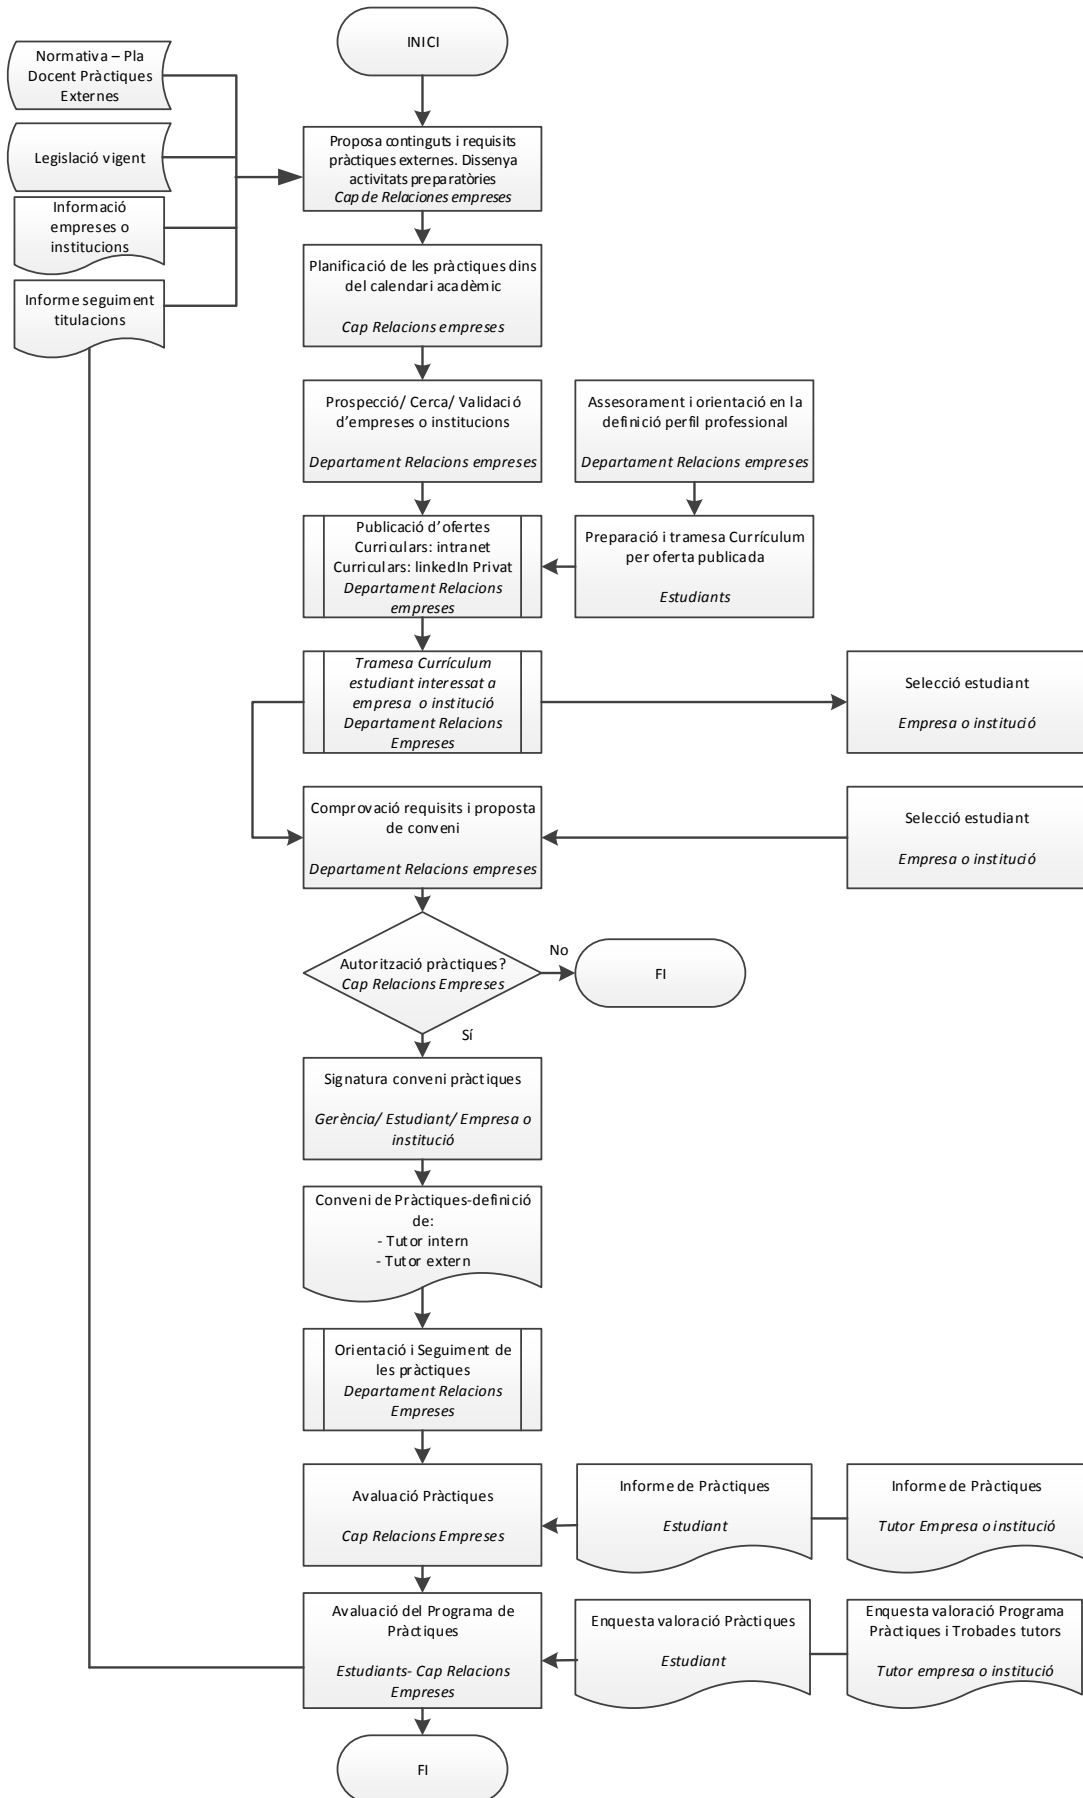 INICI
Normativa – Pla
Docent Pràctiques
Externes
Legislació vigent
Informació
empreses o
institucions
Informe seguiment
titulacions
Proposa continguts i requisits
pràctiques externes. Dissenya
activitats preparatòries
Cap de Relaciones empreses
Planificació de les pràctiques dins
del calendari acadèmic
Cap Relacions empreses
Prospecció/ Cerca/ Validació
d’empreses o institucions
Departament Relacions empreses
Assesorament i orientació en la
definició perfil professional
Departament Relacions empreses
Publicació d’ofertes
Curriculars: intranet
Curriculars: linkedIn Privat
Departament Relacions
empreses
Preparació i tramesa Currículum
per oferta publicada
Estudiants
Tramesa Currículum
estudiant interessat a
empresa o institució
Departament Relacions
Empreses
Selecció estudiant
Empresa o institució
Comprovació requisits i proposta
de conveni
Departament Relacions empreses
Selecció estudiant
Empresa o institució
Autorització pràctiques?
Cap Relacions Empreses
No
FI
Sí
Signatura conveni pràctiques
Gerència/ Estudiant/ Empresa o
institució
Conveni de Pràctiques-definició
de:
- Tutor intern
- Tutor extern
Orientació i Seguiment de
les pràctiques
Departament Relacions
Empreses
Avaluació Pràctiques
Cap Relacions Empreses
Informe de Pràctiques
Estudiant
Informe de Pràctiques
Tutor Empresa o institució
Avaluació del Programa de
Pràctiques
Estudiants- Cap Relacions
Empreses
Enquesta valoració Pràctiques
Estudiant
Enquesta valoració Programa
Pràctiques i Trobades tutors
Tutor empresa o institució
FI